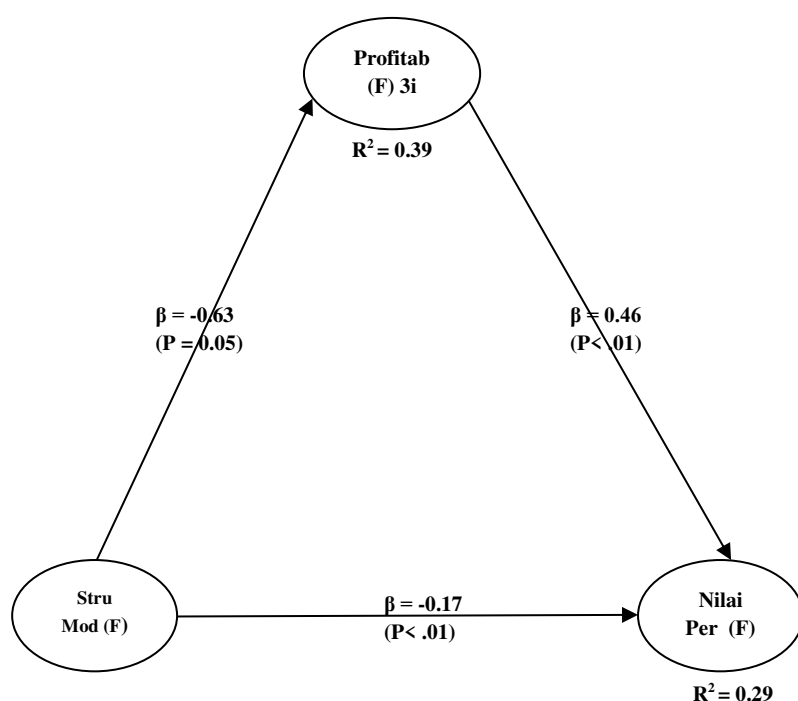 Profitab
(F) 3i
R² = 0.39
β = -0.63
(P = 0.05)
β = 0.46
(P< .01)
Stru
Mod (F)
β = -0.17
(P< .01)
Nilai
Per (F)
R² = 0.29